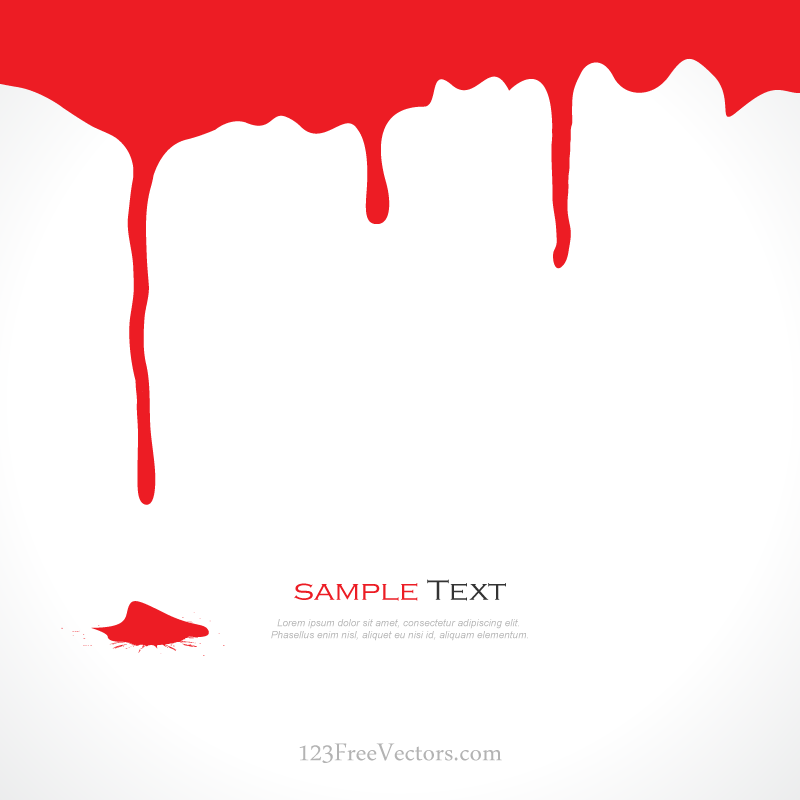 SAMPLE TEXT
Lorem ipsum dolor sit amet, consectetur adipiscing elit.
Phasellus enim nisl, aliquet eu nisi id, aliquam elementum.
123FreeVectors.com